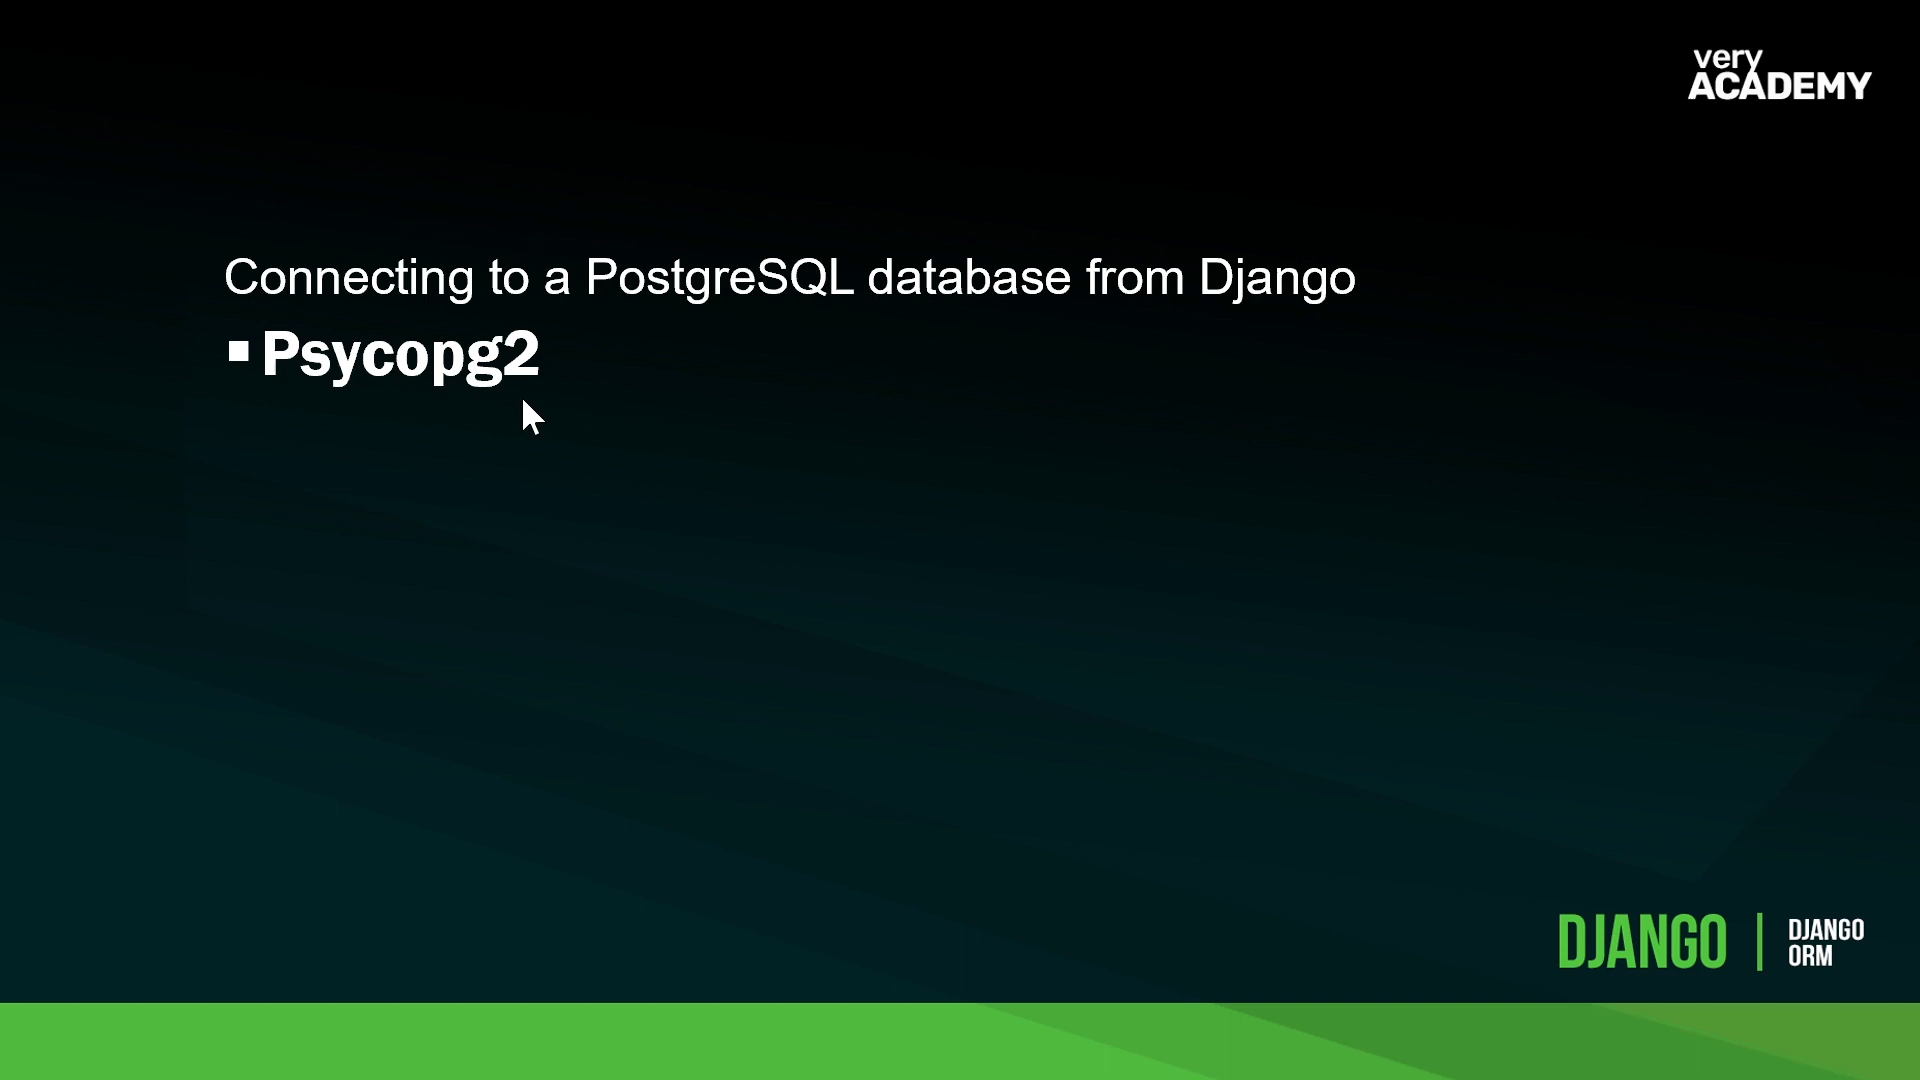 very
ACADEMY
Connecting to a PostgreSQL database from Django
▪ Psycopg2
DJANGO | DJANGO
ORM